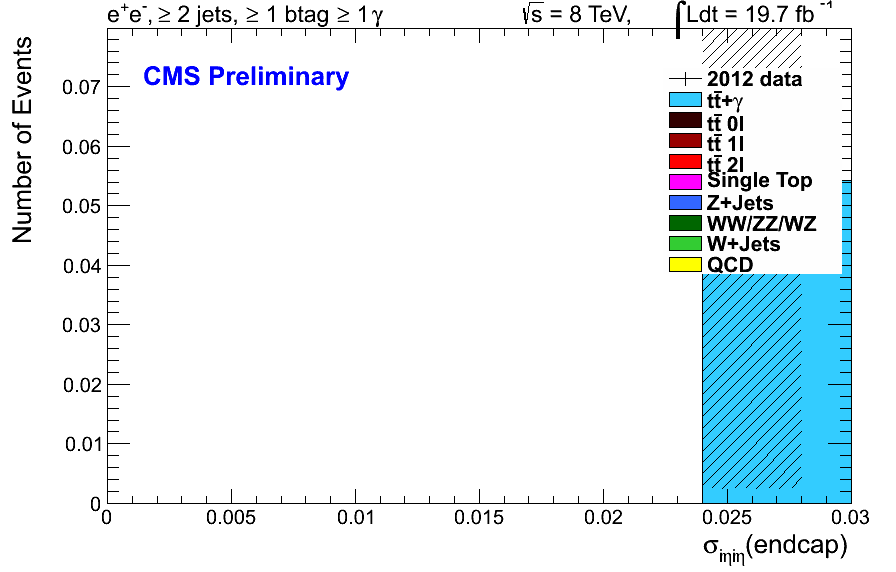 e⁺e⁻, ≥ 2 jets, ≥ 1 btag ≥ 1 γ
√s = 8 TeV, ∫Ldt = 19.7 fb⁻¹
Number of Events
CMS Preliminary
2012 data
tt̄+γ
tt̄ 0l
tt̄ 1l
tt̄ 2l
Single Top
Z+Jets
WW/ZZ/WZ
W+Jets
QCD
0.07
0.06
0.05
0.04
0.03
0.02
0.01
0
0 0.005 0.01 0.015 0.02 0.025 0.03
σ_iηiη(endcap)